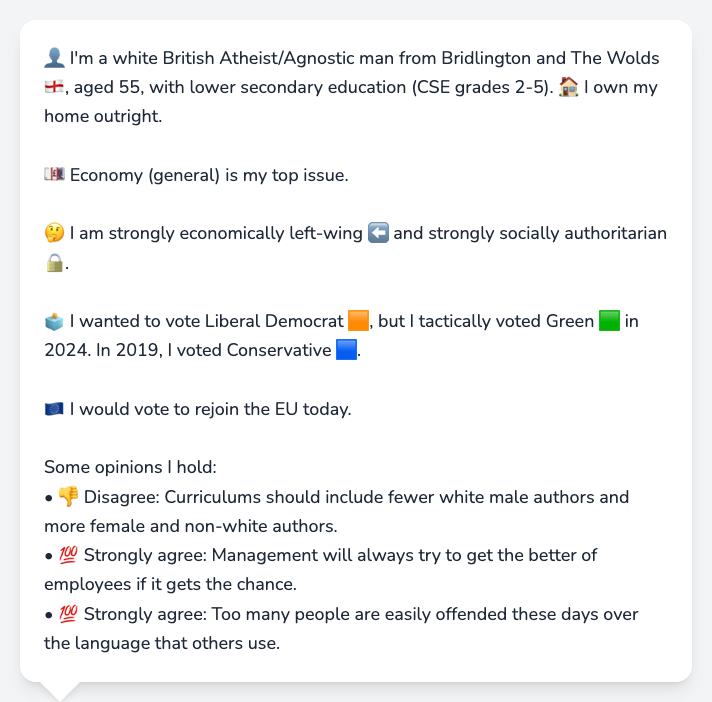 👤 I'm a white British Atheist/Agnostic man from Bridlington and The Wolds
🏴󠁧󠁢󠁥󠁮󠁧󠁿, aged 55, with lower secondary education (CSE grades 2-5). 🏠 I own my
home outright.
💷 Economy (general) is my top issue.
🤔 I am strongly economically left-wing ⬅️ and strongly socially authoritarian
🔒.
🗳️ I wanted to vote Liberal Democrat 🟧, but I tactically voted Green 🟩 in
2024. In 2019, I voted Conservative 🟦.
🇪🇺 I would vote to rejoin the EU today.
Some opinions I hold:
• 👎 Disagree: Curriculums should include fewer white male authors and
more female and non-white authors.
• 💯 Strongly agree: Management will always try to get the better of
employees if it gets the chance.
• 💯 Strongly agree: Too many people are easily offended these days over
the language that others use.